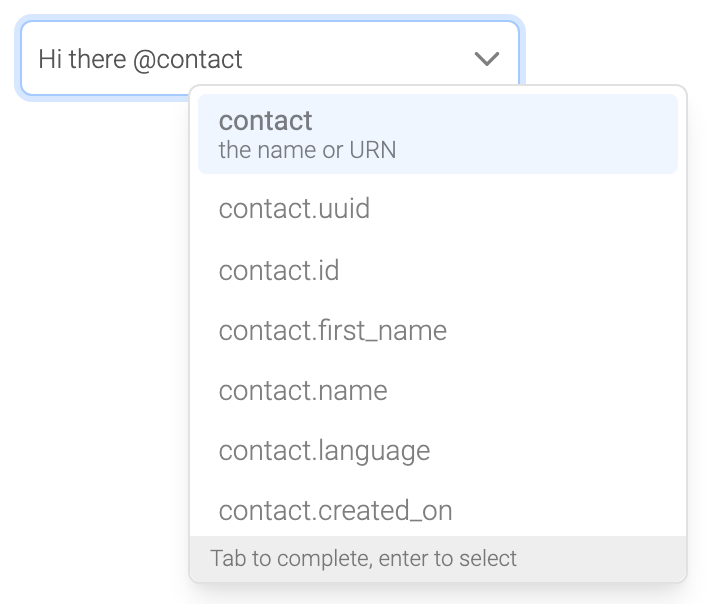 Hi there @contact
contact
the name or URN
contact.uuid
contact.id
contact.first_name
contact.name
contact.language
contact.created_on
Tab to complete, enter to select